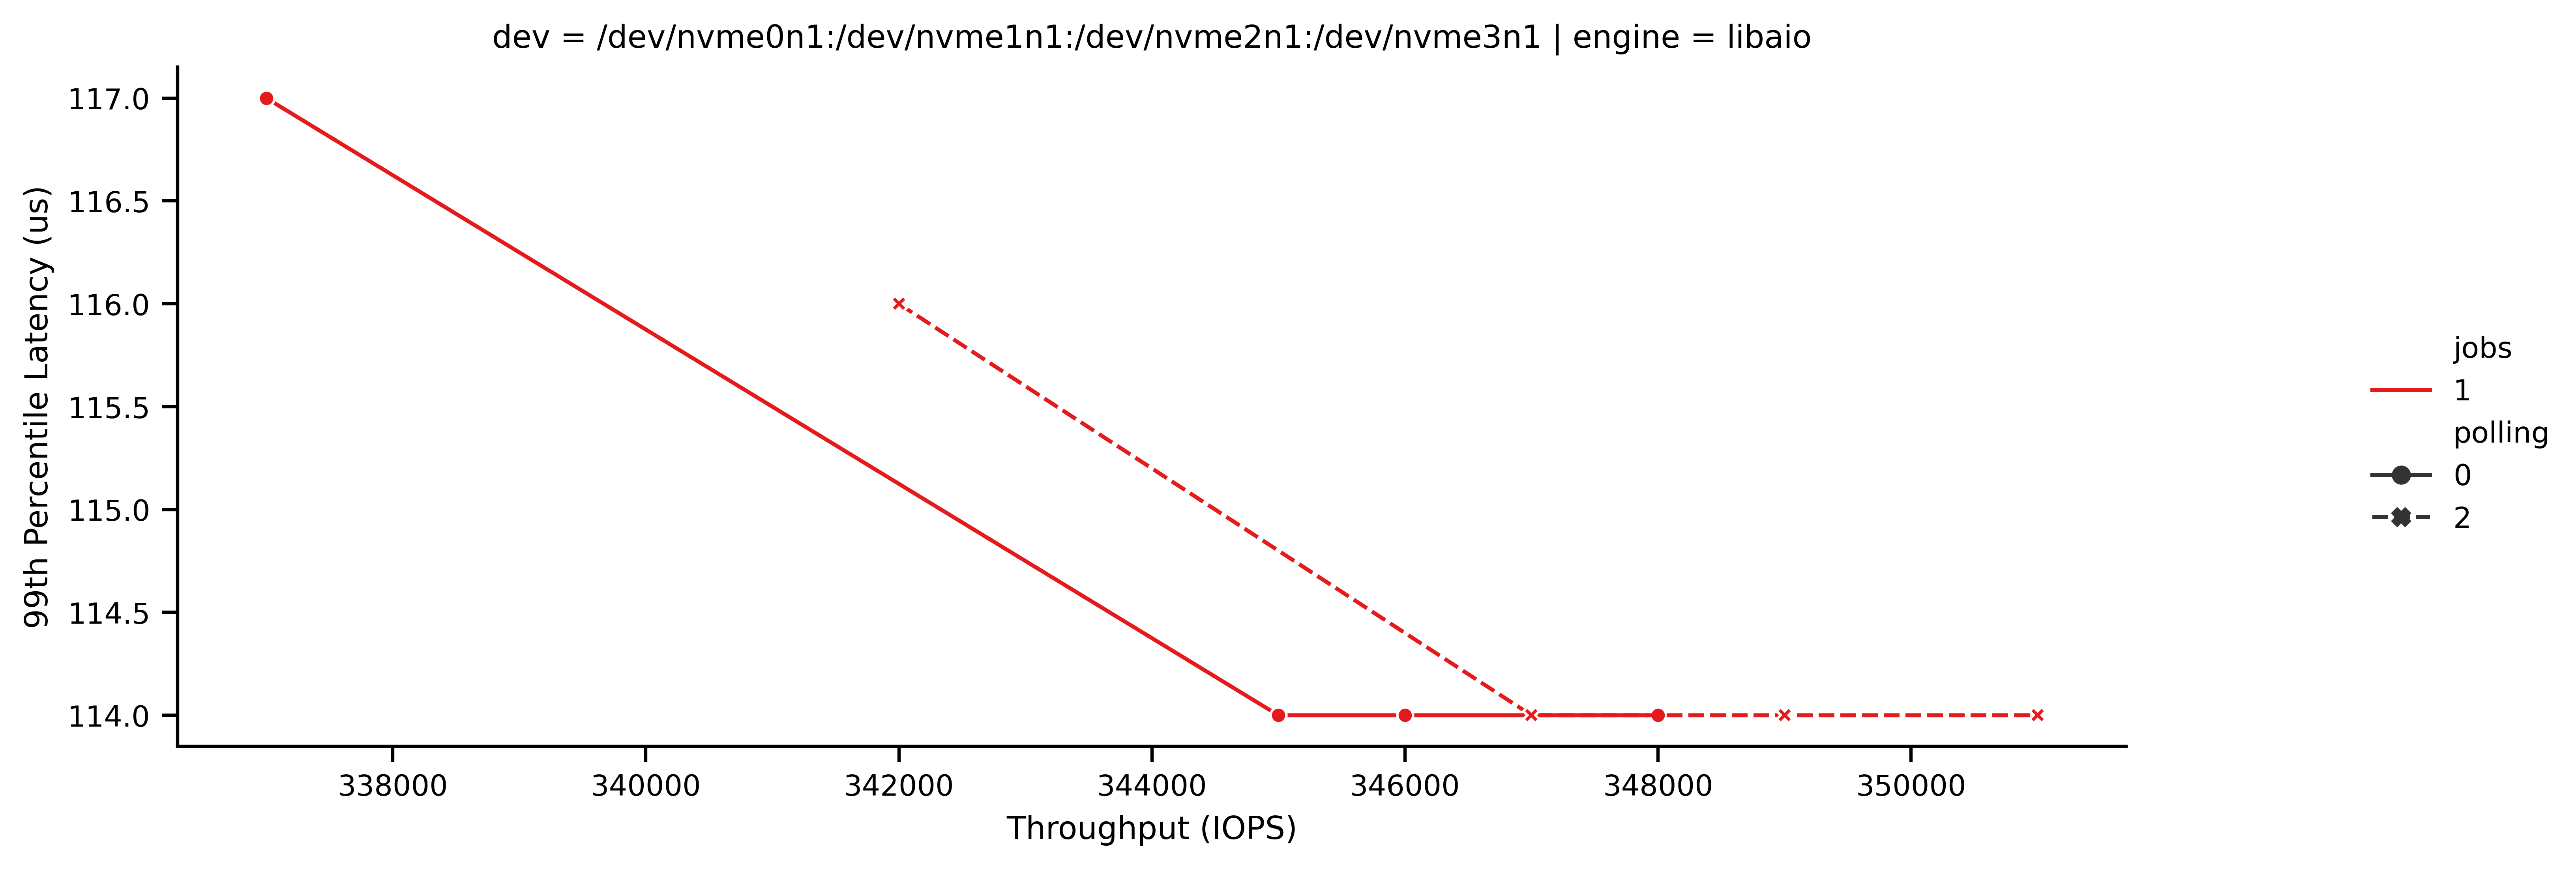 dev = /dev/nvme0n1:/dev/nvme1n1:/dev/nvme2n1:/dev/nvme3n1 | engine = libaio
99th Percentile Latency (us)
117.0
116.5
116.0
115.5
115.0
114.5
114.0
338000 340000 342000 344000 346000 348000 350000
Throughput (IOPS)
jobs
1
polling
0
2